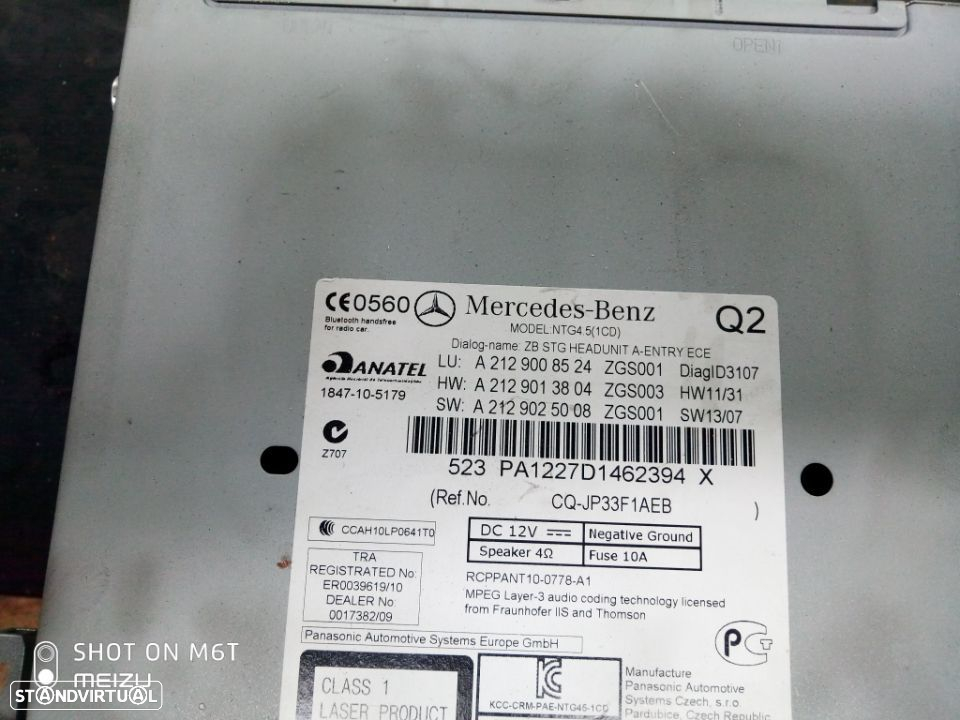 OPEN!
CE0560
Bluetooth handsfree
for radio car.
Mercedes-Benz
Q2
MODEL:NTG4.5(1CD)
Dialog-name: ZB STG HEADUNIT A-ENTRY ECE
LU: A 212 900 85 24 ZGS001 DiagID3107
HW: A 212 901 38 04 ZGS003 HW11/31
SW: A 212 902 50 08 ZGS001 SW13/07
ANATEL
Agência Nacional de Telecomunicações
1847-10-5179
Z707
523 PA1227D1462394 X
(Ref.No. CQ-JP33F1AEB )
CCAH10LP0641T0
DC 12V
Negative Ground
Speaker 4Ω
Fuse 10A
TRA
REGISTRATED No:
ER0039619/10
DEALER No:
0017382/09
RCPPANT10-0778-A1
MPEG Layer-3 audio coding technology licensed
from Fraunhofer IIS and Thomson
Panasonic Automotive Systems Europe GmbH
CLASS 1
LASER PRODUCT
KCC-CRM-PAE-NTG45-1CD
Manufacture
Panasonic Automotive
Systems Czech, s.r.o.
Pardubice, Czech Republic
SHOT ON M6T
MEIZU
STANDVIRTUAL